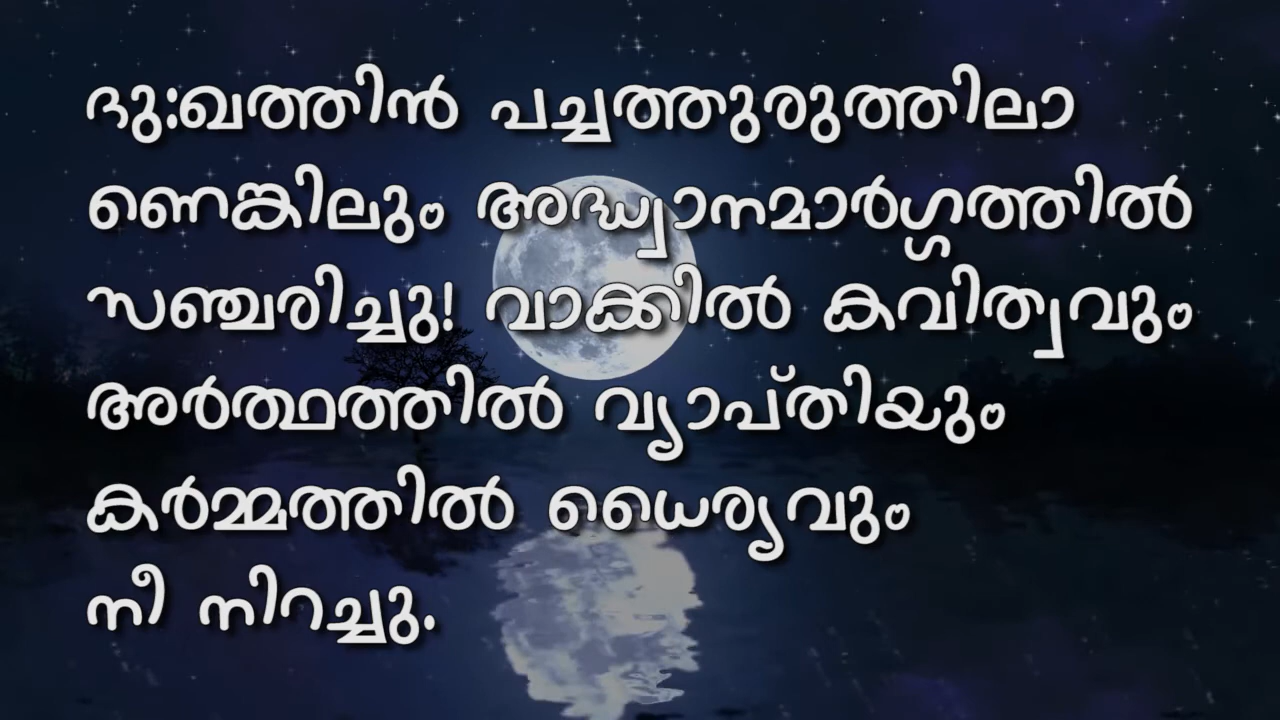 ദു:ഖത്തിൻ പച്ചത്തുരുത്തിലാ
ണെങ്കിലും അദ്ധ്വാനമാർഗ്ഗത്തിൽ
സഞ്ചരിച്ചു! വാക്കിൽ കവിത്വവും
അർത്ഥത്തിൽ വ്യാപ്തിയും
കർമ്മത്തിൽ ധൈര്യവും
നീ നിറച്ചു.